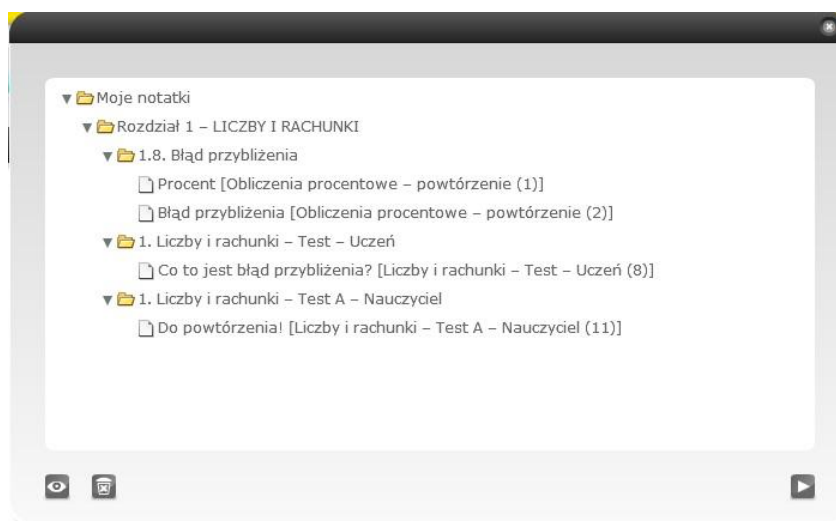 Moje notatki
Rozdział 1 – LICZBY I RACHUNKI
1.8. Błąd przybliżenia
Procent [Obliczenia procentowe – powtórzenie (1)]
Błąd przybliżenia [Obliczenia procentowe – powtórzenie (2)]
1. Liczby i rachunki – Test – Uczeń
Co to jest błąd przybliżenia? [Liczby i rachunki – Test – Uczeń (8)]
1. Liczby i rachunki – Test A – Nauczyciel
Do powtórzenia! [Liczby i rachunki – Test A – Nauczyciel (11)]